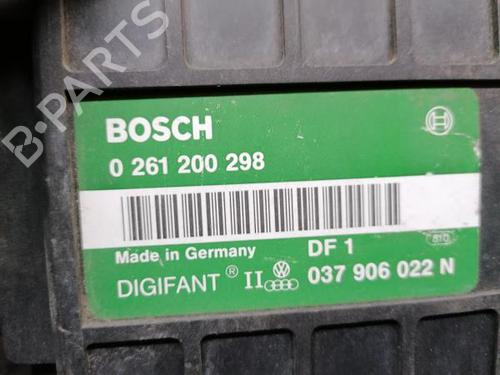 B-PARTS
BOSCH
0 261 200 298
Made in Germany DF 1
DIGIFANT ® II 037 906 022 N